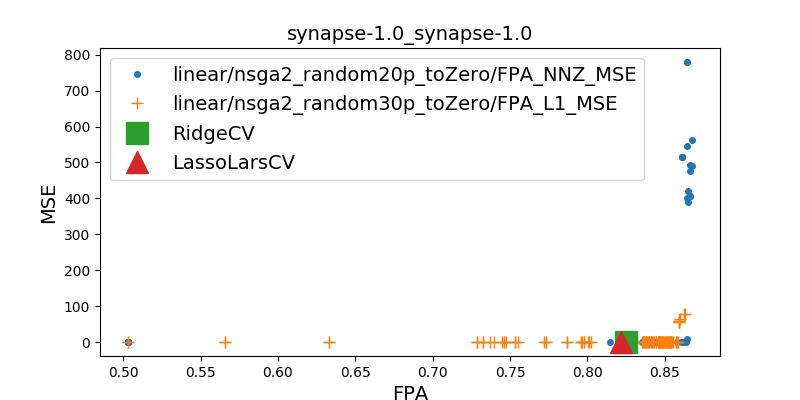 synapse-1.0_synapse-1.0
800
700
600
500
400
300
200
100
0
MSE
linear/nsga2_random20p_toZero/FPA_NNZ_MSE
linear/nsga2_random30p_toZero/FPA_L1_MSE
RidgeCV
LassoLarsCV
0.50 0.55 0.60 0.65 0.70 0.75 0.80 0.85
FPA